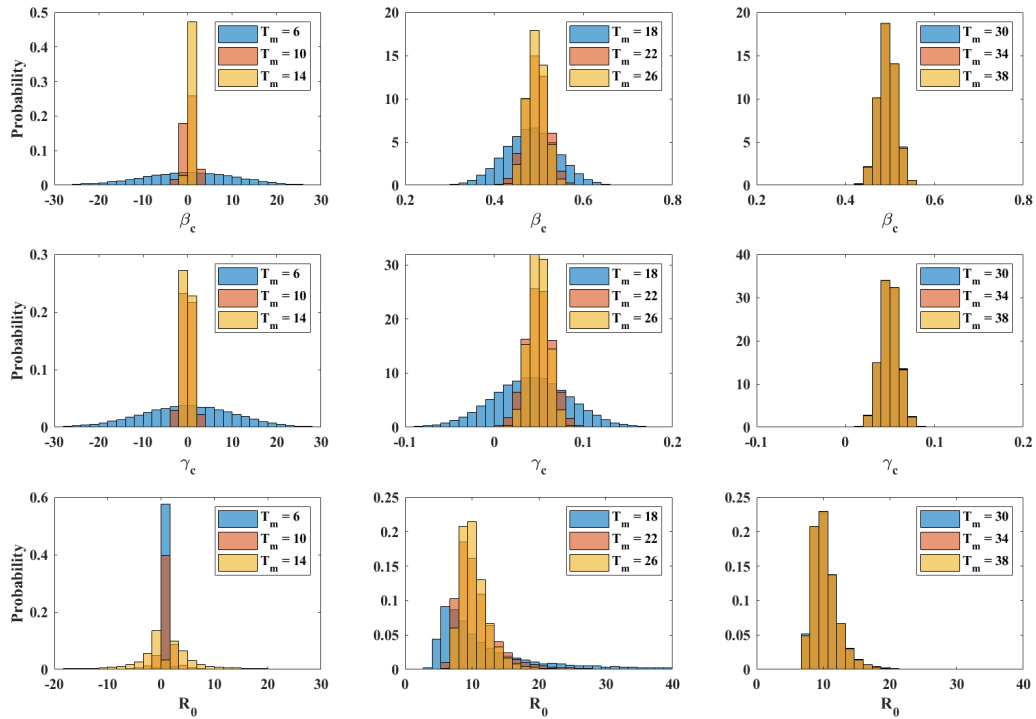 0.5
0.4
0.3
0.2
0.1
0
Probability
-30 -20 -10 0 10 20 30
β_c
T_m = 6
T_m = 10
T_m = 14
20
15
10
5
0
0.2 0.4 0.6 0.8
β_c
T_m = 18
T_m = 22
T_m = 26
20
15
10
5
0
0.2 0.4 0.6 0.8
β_c
T_m = 30
T_m = 34
T_m = 38
0.3
0.2
0.1
0
Probability
-30 -20 -10 0 10 20 30
γ_c
T_m = 6
T_m = 10
T_m = 14
30
20
10
0
-0.1 0 0.1 0.2
γ_c
T_m = 18
T_m = 22
T_m = 26
40
30
20
10
0
-0.1 0 0.1 0.2
γ_c
T_m = 30
T_m = 34
T_m = 38
0.6
0.4
0.2
0
Probability
-20 -10 0 10 20 30
R_0
T_m = 6
T_m = 10
T_m = 14
0.25
0.2
0.15
0.1
0.05
0
0 10 20 30 40
R_0
T_m = 18
T_m = 22
T_m = 26
0.25
0.2
0.15
0.1
0.05
0
0 10 20 30 40
R_0
T_m = 30
T_m = 34
T_m = 38